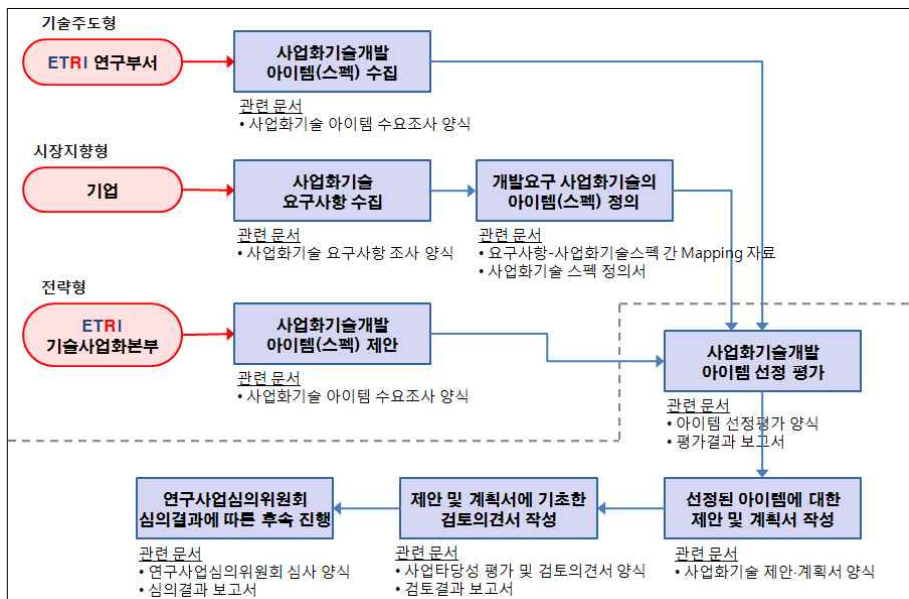 기술주도형
ETRI 연구부서
사업화기술개발
아이템(스펙) 수집
관련 문서
• 사업화기술 아이템 수요조사 양식
시장지향형
기업
사업화기술
요구사항 수집
관련 문서
• 사업화기술 요구사항 조사 양식
개발요구 사업화기술의
아이템(스펙) 정의
관련 문서
• 요구사항-사업화기술스펙 간 Mapping 자료
• 사업화기술 스펙 정의서
전략형
ETRI
기술사업화본부
사업화기술개발
아이템(스펙) 제안
관련 문서
• 사업화기술 아이템 수요조사 양식
사업화기술개발
아이템 선정 평가
관련 문서
• 아이템 선정평가 양식
• 평가결과 보고서
선정된 아이템에 대한
제안 및 계획서 작성
관련 문서
• 사업화기술 제안·계획서 양식
제안 및 계획서에 기초한
검토의견서 작성
관련 문서
• 사업타당성 평가 및 검토의견서 양식
• 검토결과 보고서
연구사업심의위원회
심의결과에 따른 후속 진행
관련 문서
• 연구사업심의위원회 심사 양식
• 심의결과 보고서